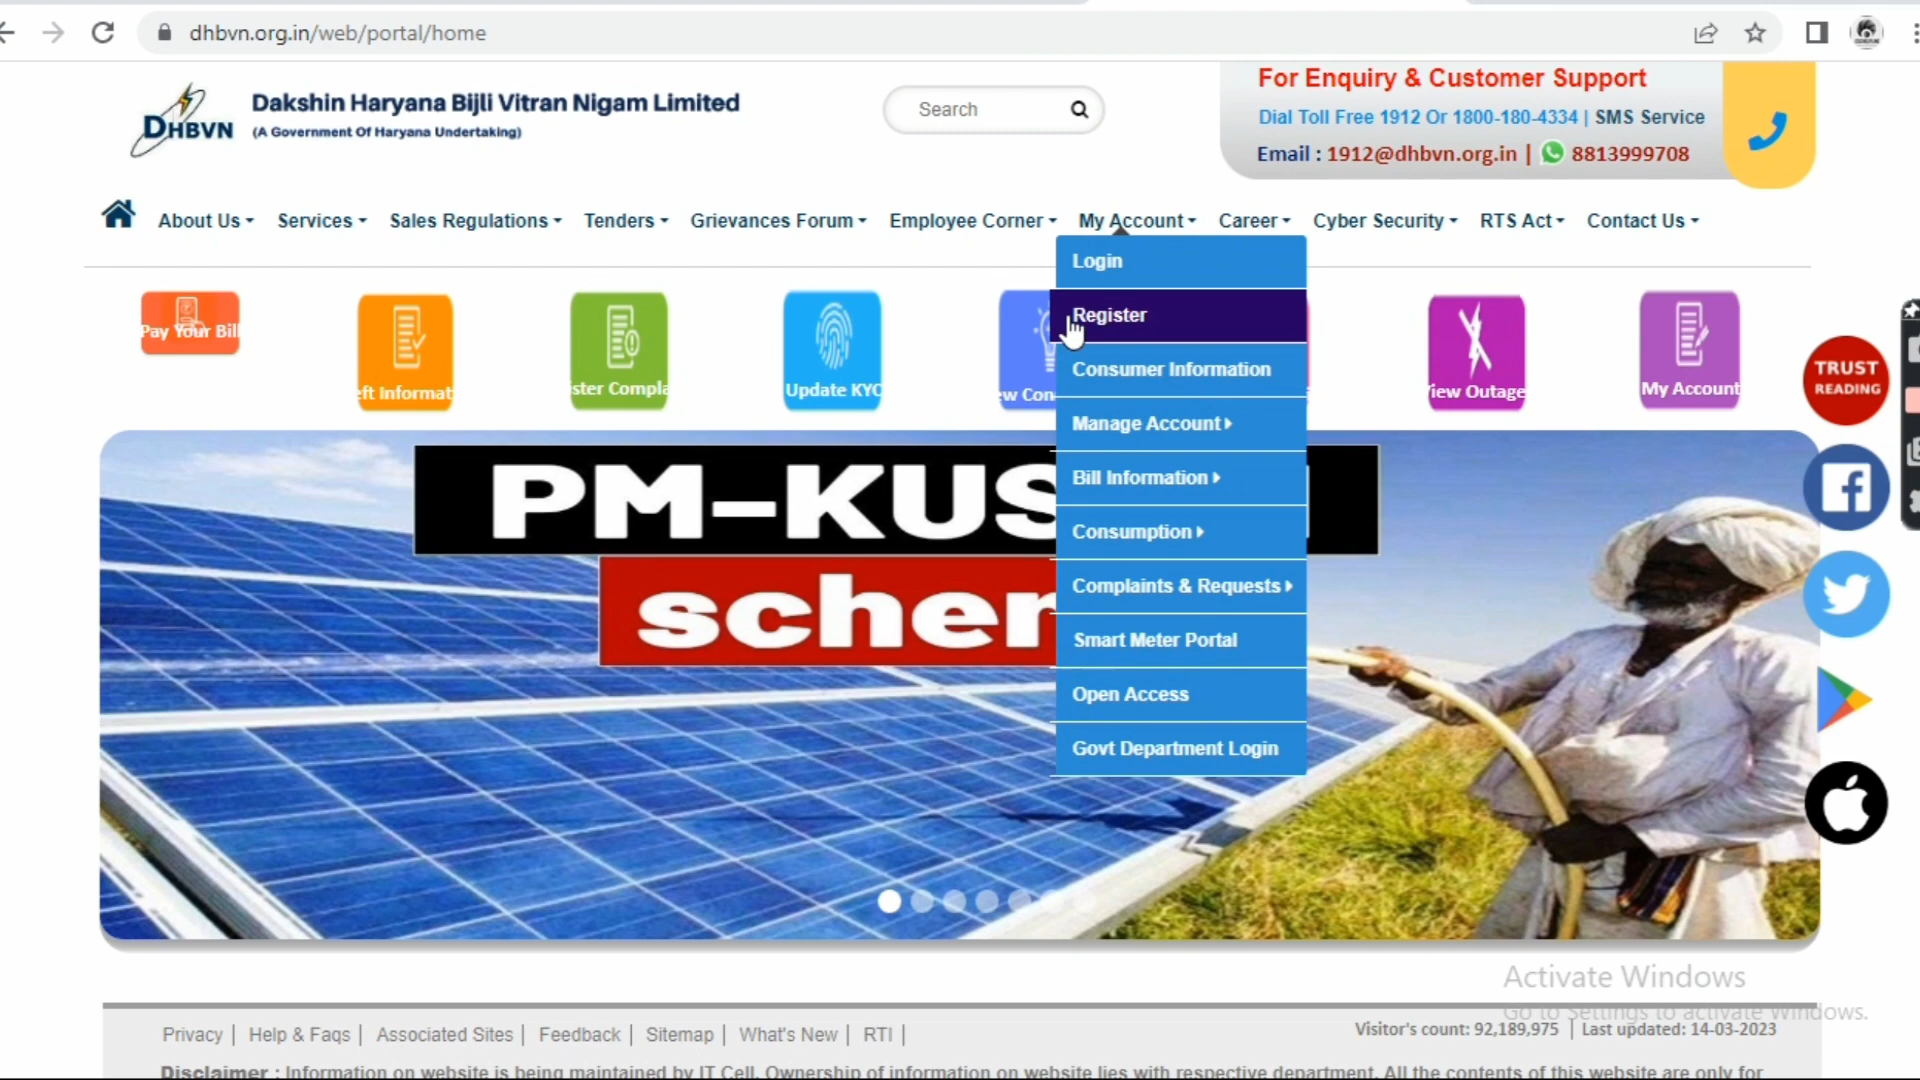 dhbvn.org.in/web/portal/home
DHBVN
Dakshin Haryana Bijli Vitran Nigam Limited
(A Government Of Haryana Undertaking)
Search
For Enquiry & Customer Support
Dial Toll Free 1912 Or 1800-180-4334 | SMS Service
Email : 1912@dhbvn.org.in | 8813999708
About Us Services Sales Regulations Tenders Grievances Forum Employee Corner My Account Career Cyber Security RTS Act Contact Us
Login
Register
Consumer Information
Manage Account
Bill Information
Consumption
Complaints & Requests
Smart Meter Portal
Open Access
Govt Department Login
Pay Your Bill
eft Informat
ister Compla
Update KYC
ew Con
iew Outage
My Account
TRUST
READING
PM-KUS
scher
Activate Windows
Go to Settings to activate Windows.
Privacy | Help & Faqs | Associated Sites | Feedback | Sitemap | What's New | RTI |
Visitor's count: 92,189,975 | Last updated: 14-03-2023
Disclaimer : Information on website is being maintained by IT Cell. Ownership of information on website lies with respective department. All the contents of this website are only for